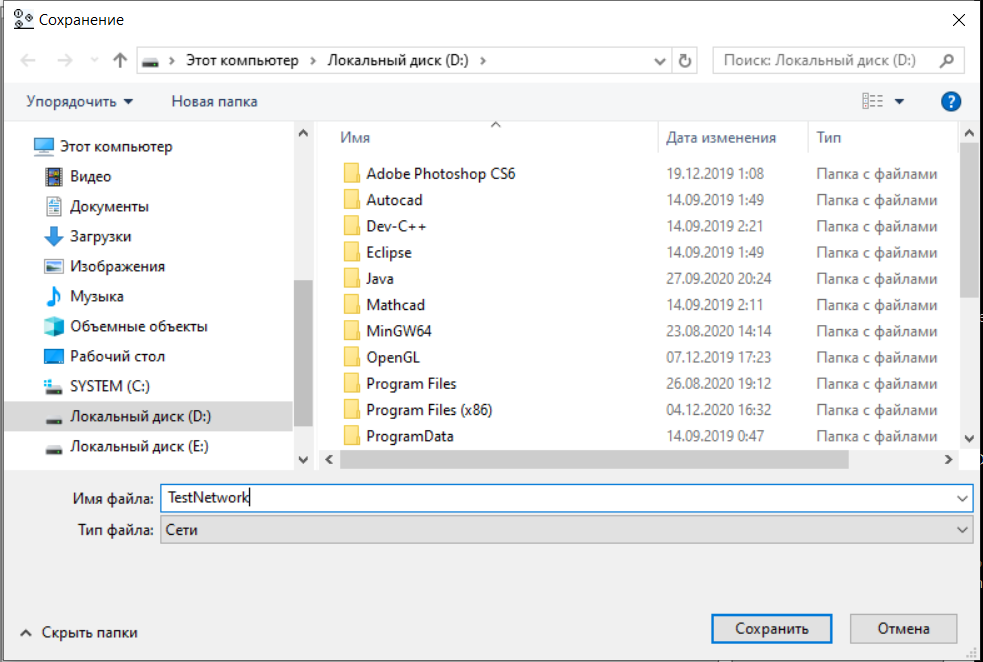 Сохранение
Этот компьютер Локальный диск (D:)
Поиск: Локальный диск (D:)
Упорядочить Новая папка
Этот компьютер
Видео
Документы
Загрузки
Изображения
Музыка
Объемные объекты
Рабочий стол
SYSTEM (C:)
Локальный диск (D:)
Локальный диск (E:)
Имя Дата изменения Тип
Adobe Photoshop CS6 19.12.2019 1:08 Папка с файлами
Autocad 14.09.2019 1:49 Папка с файлами
Dev-C++ 14.09.2019 2:21 Папка с файлами
Eclipse 14.09.2019 1:49 Папка с файлами
Java 27.09.2020 20:24 Папка с файлами
Mathcad 14.09.2019 2:11 Папка с файлами
MinGW64 23.08.2020 14:14 Папка с файлами
OpenGL 07.12.2019 17:23 Папка с файлами
Program Files 26.08.2020 19:12 Папка с файлами
Program Files (x86) 04.12.2020 16:32 Папка с файлами
ProgramData 14.09.2019 0:47 Папка с файлами
Имя файла: TestNetwork
Тип файла: Сети
Скрыть папки
Сохранить Отмена